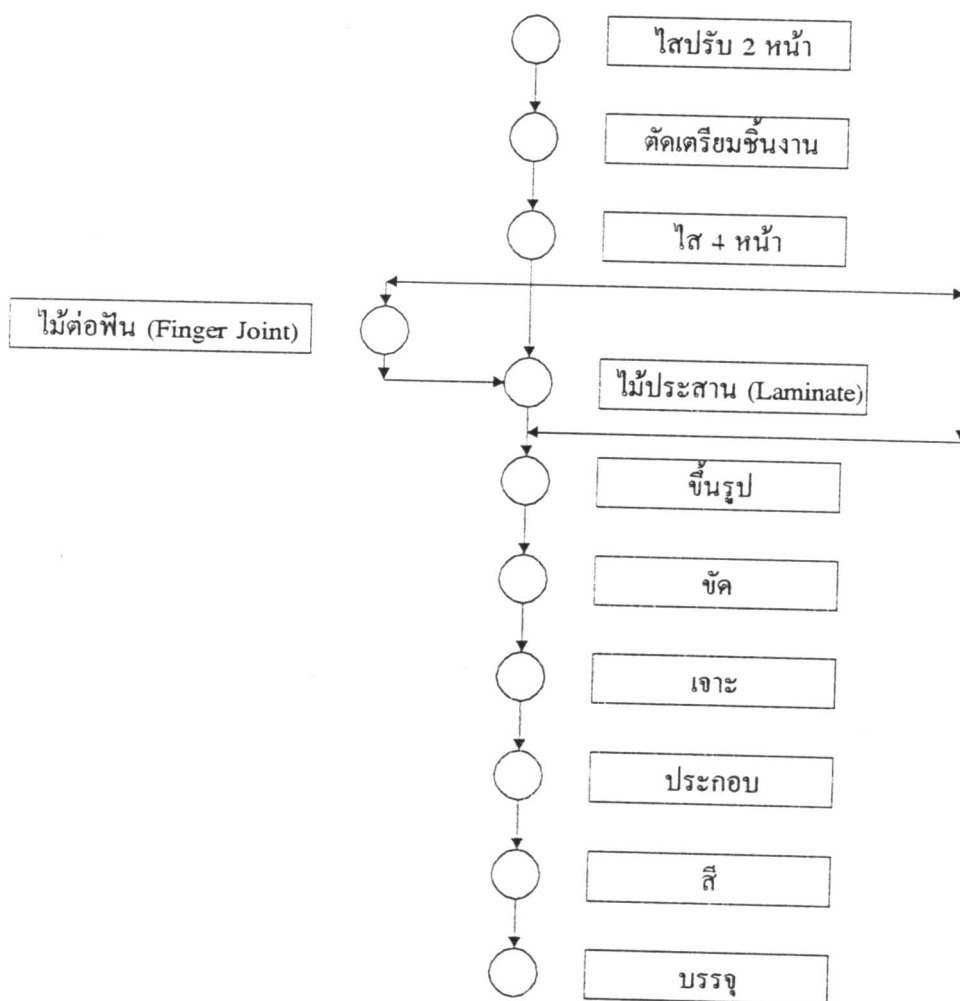 ไสปรับ 2 หน้า
ตัดเตรียมชิ้นงาน
ไส 4 หน้า
ไม้ต่อฟัน (Finger Joint)
ไม้ประสาน (Laminate)
ขึ้นรูป
ขัด
เจาะ
ประกอบ
สี
บรรจุ